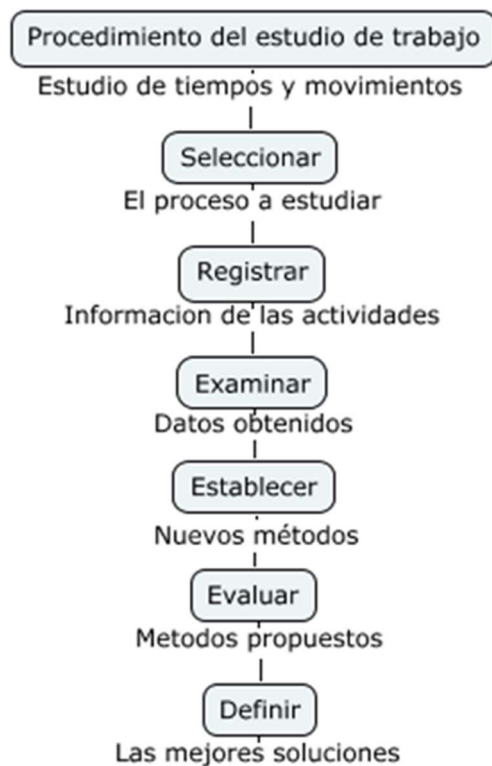 Procedimiento del estudio de trabajo
Estudio de tiempos y movimientos
Seleccionar
El proceso a estudiar
Registrar
Informacion de las actividades
Examinar
Datos obtenidos
Establecer
Nuevos métodos
Evaluar
Metodos propuestos
Definir
Las mejores soluciones